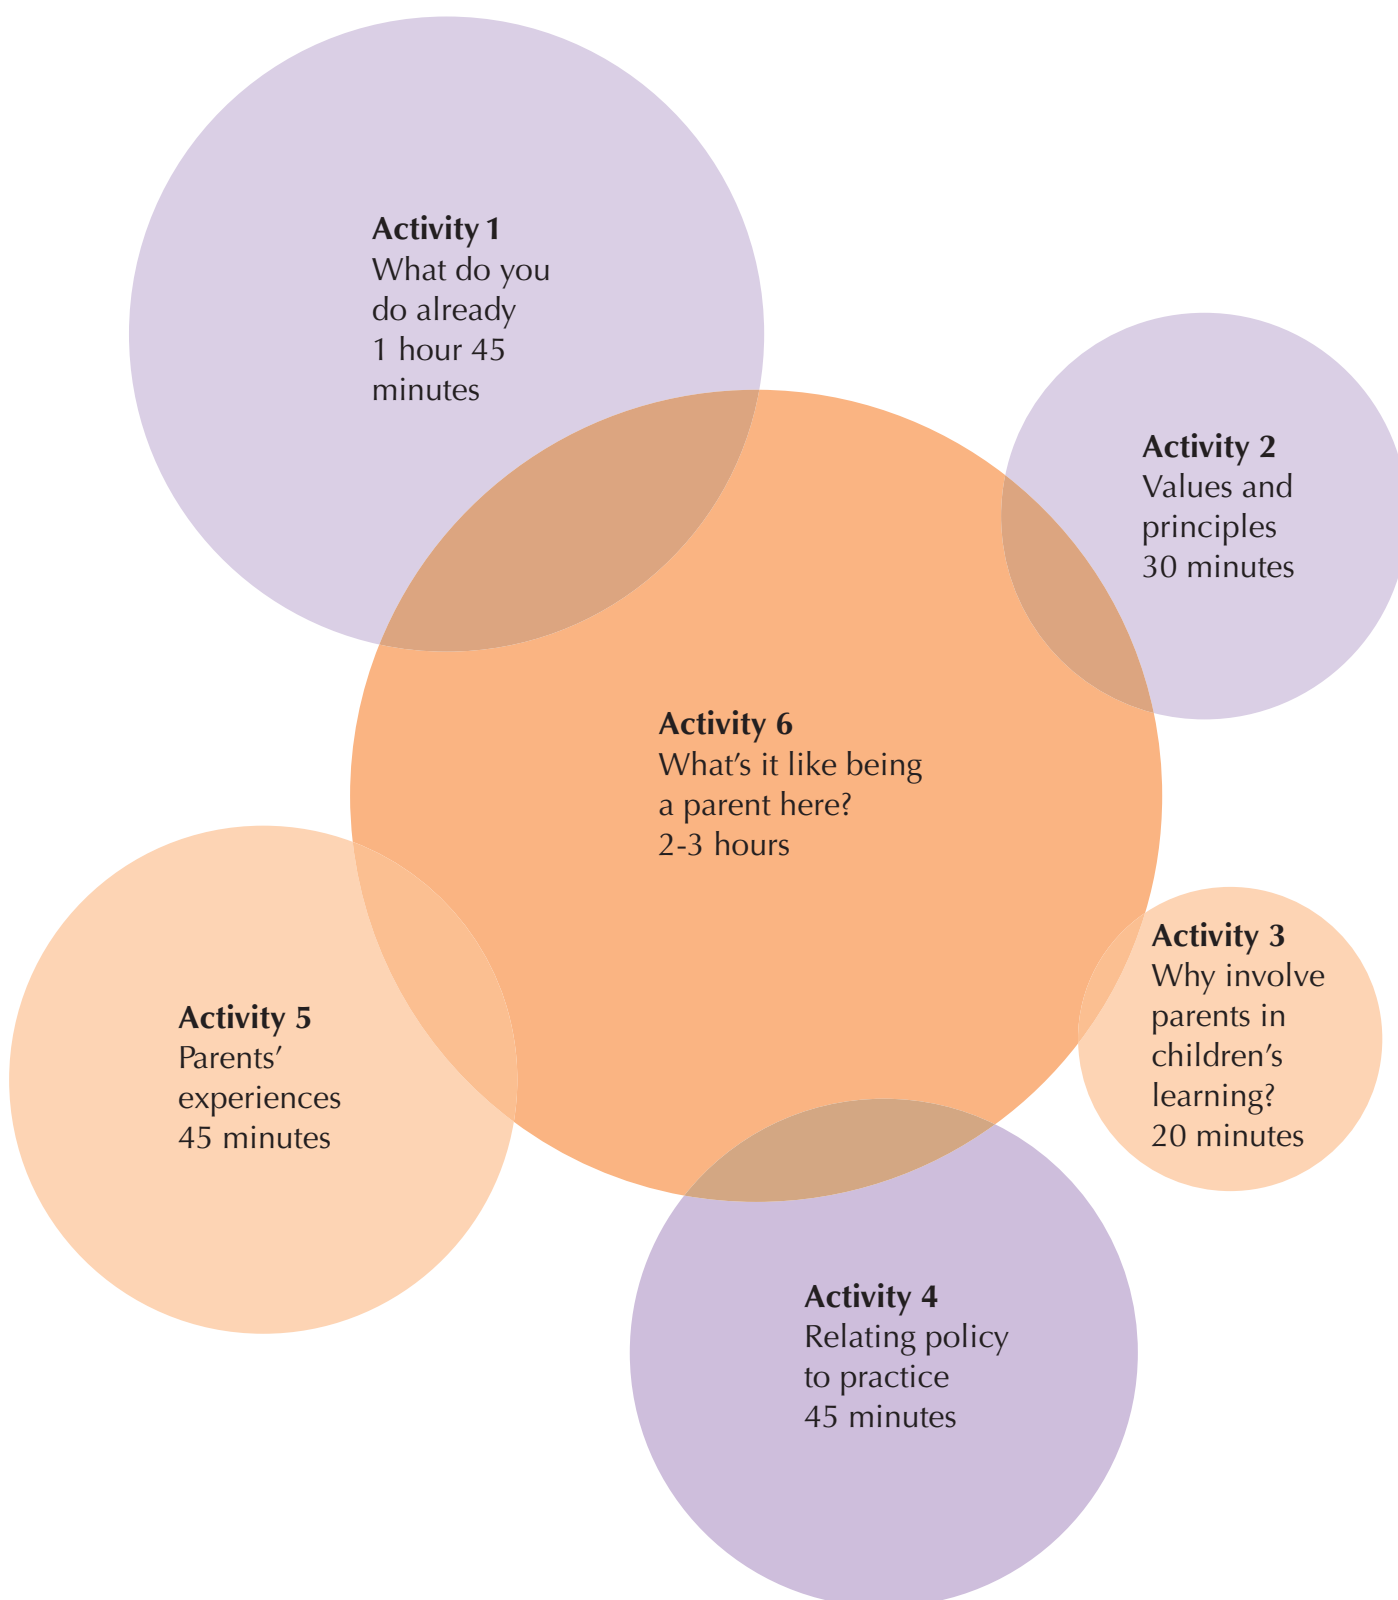 Activity 1
What do you
do already
1 hour 45
minutes
Activity 2
Values and
principles
30 minutes
Activity 6
What’s it like being
a parent here?
2-3 hours
Activity 3
Why involve
parents in
children’s
learning?
20 minutes
Activity 5
Parents’
experiences
45 minutes
Activity 4
Relating policy
to practice
45 minutes